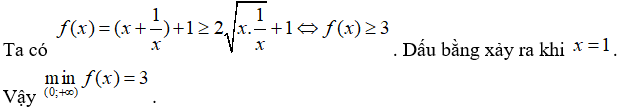 Ta có f(x) = (x + 1/x) + 1 ≥ 2√(x.1/x) + 1 ⇔ f(x) ≥ 3. Dấu bằng xảy ra khi x = 1.
Vậy min_(0;+∞) f(x) = 3.